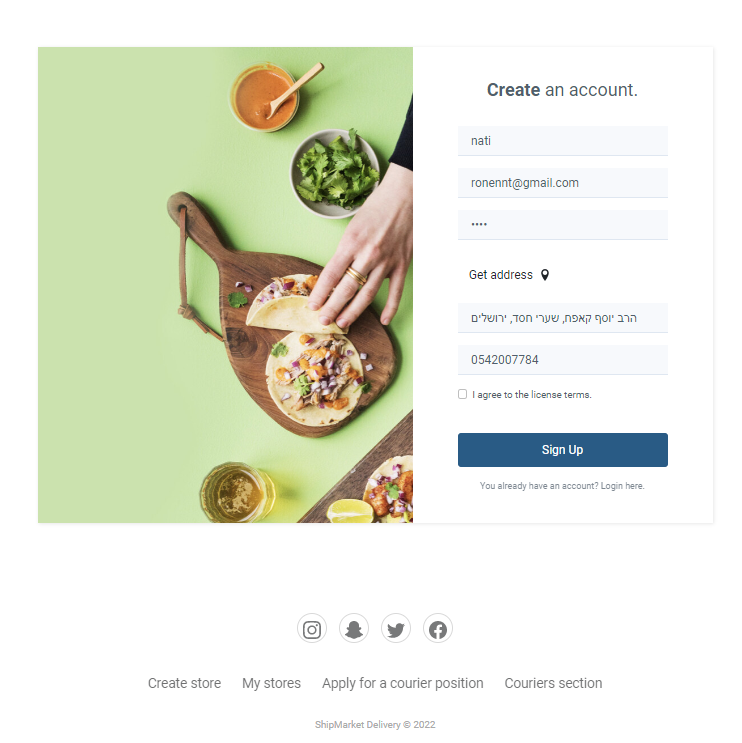 Create an account.
nati
ronennt@gmail.com
••••
Get address
הרב יוסף קאפח, שערי חסד, ירושלים
0542007784
I agree to the license terms.
Sign Up
You already have an account? Login here.
Create store My stores Apply for a courier position Couriers section
ShipMarket Delivery © 2022